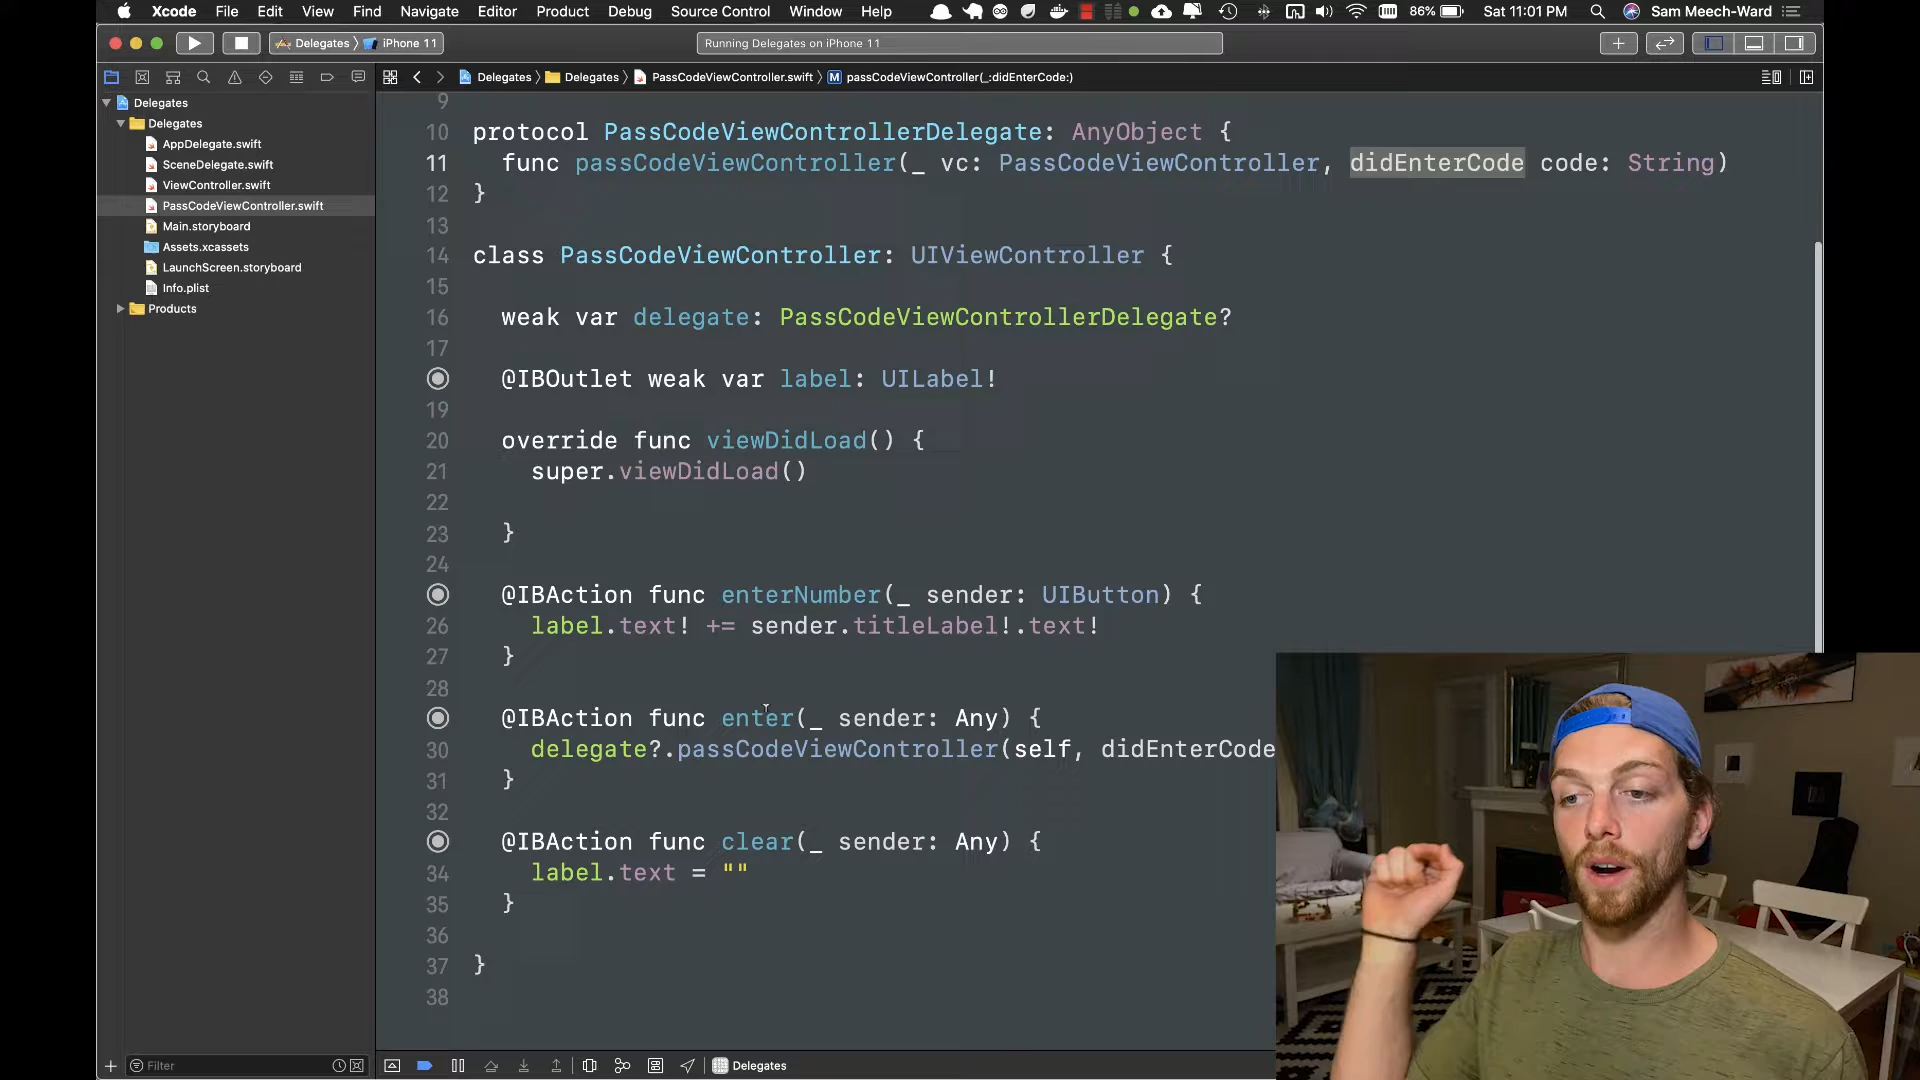 Xcode File Edit View Find Navigate Editor Product Debug Source Control Window Help 86% Sat 11:01 PM Sam Meech-Ward
Delegates iPhone 11
Running Delegates on iPhone 11
Delegates Delegates PassCodeViewController.swift M passCodeViewController(_:didEnterCode:)
Delegates
Delegates
AppDelegate.swift
SceneDelegate.swift
ViewController.swift
PassCodeViewController.swift
Main.storyboard
Assets.xcassets
LaunchScreen.storyboard
Info.plist
Products
9
10 protocol PassCodeViewControllerDelegate: AnyObject {
11 func passCodeViewController(_ vc: PassCodeViewController, didEnterCode code: String)
12 }
13
14 class PassCodeViewController: UIViewController {
15
16 weak var delegate: PassCodeViewControllerDelegate?
17
@IBOutlet weak var label: UILabel!
19
20 override func viewDidLoad() {
21 super.viewDidLoad()
22
23 }
24
@IBAction func enterNumber(_ sender: UIButton) {
26 label.text! += sender.titleLabel!.text!
27 }
28
@IBAction func enter(_ sender: Any) {
30 delegate?.passCodeViewController(self, didEnterCode
31 }
32
@IBAction func clear(_ sender: Any) {
34 label.text = ""
35 }
36
37 }
38
Filter
Delegates